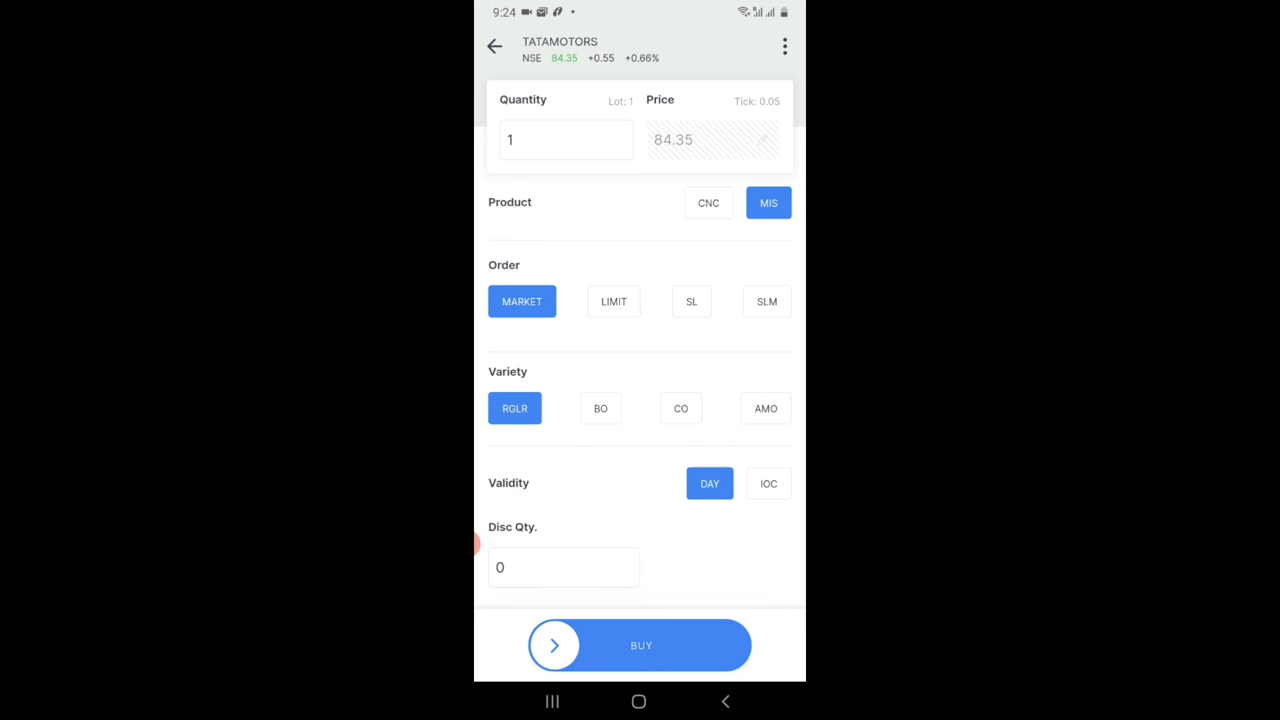 9:24
TATAMOTORS
NSE 84.35 +0.55 +0.66%
Quantity Lot: 1 Price Tick: 0.05
1 84.35
Product CNC MIS
Order
MARKET LIMIT SL SLM
Variety
RGLR BO CO AMO
Validity DAY IOC
Disc Qty.
0
BUY